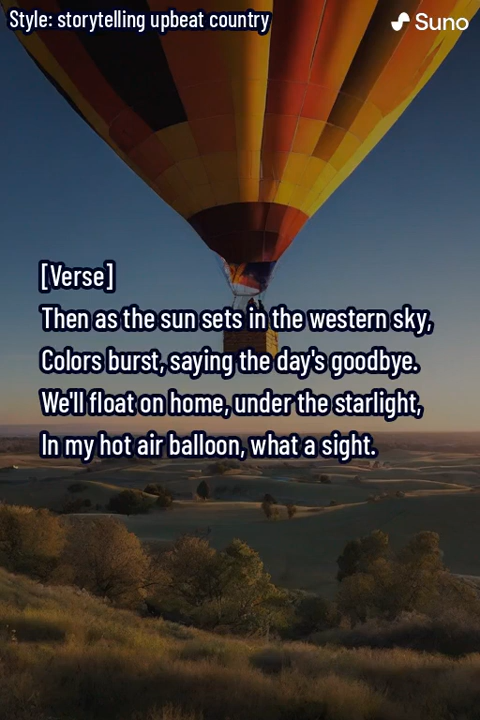 Style: storytelling upbeat country
Suno
[Verse]
Then as the sun sets in the western sky,
Colors burst, saying the day's goodbye.
We'll float on home, under the starlight,
In my hot air balloon, what a sight.